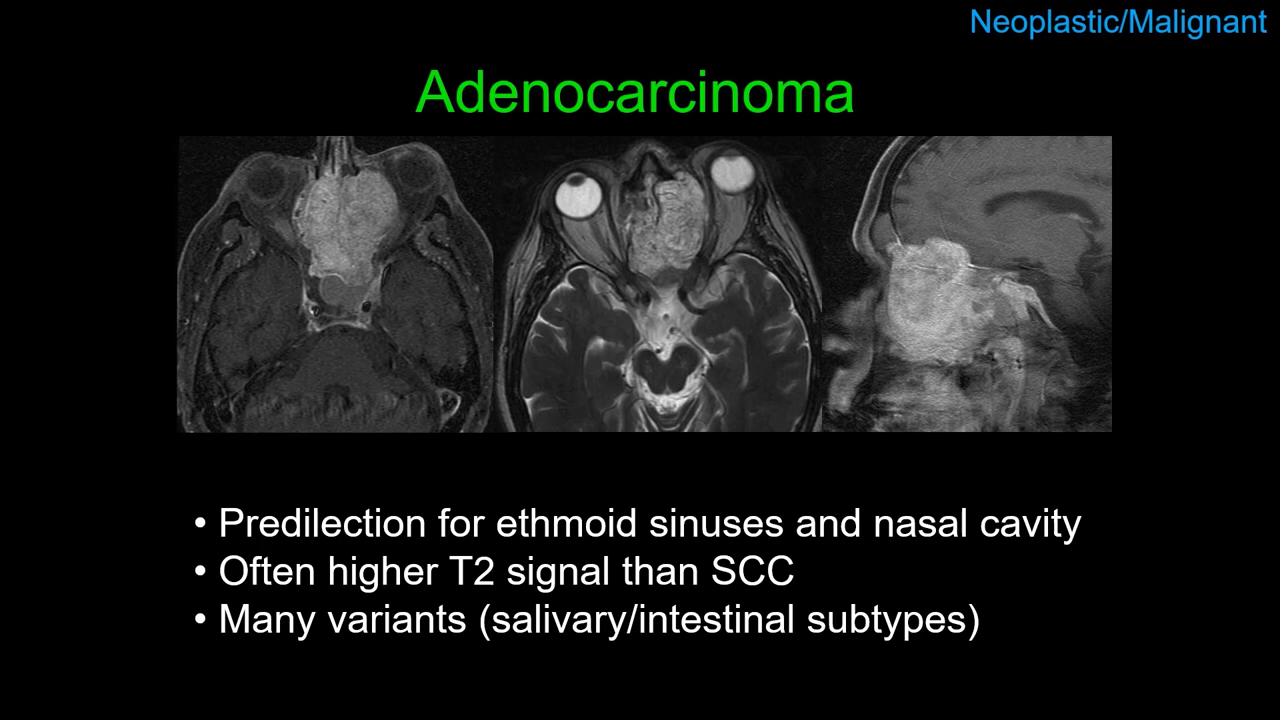 Neoplastic/Malignant
Adenocarcinoma
• Predilection for ethmoid sinuses and nasal cavity
• Often higher T2 signal than SCC
• Many variants (salivary/intestinal subtypes)